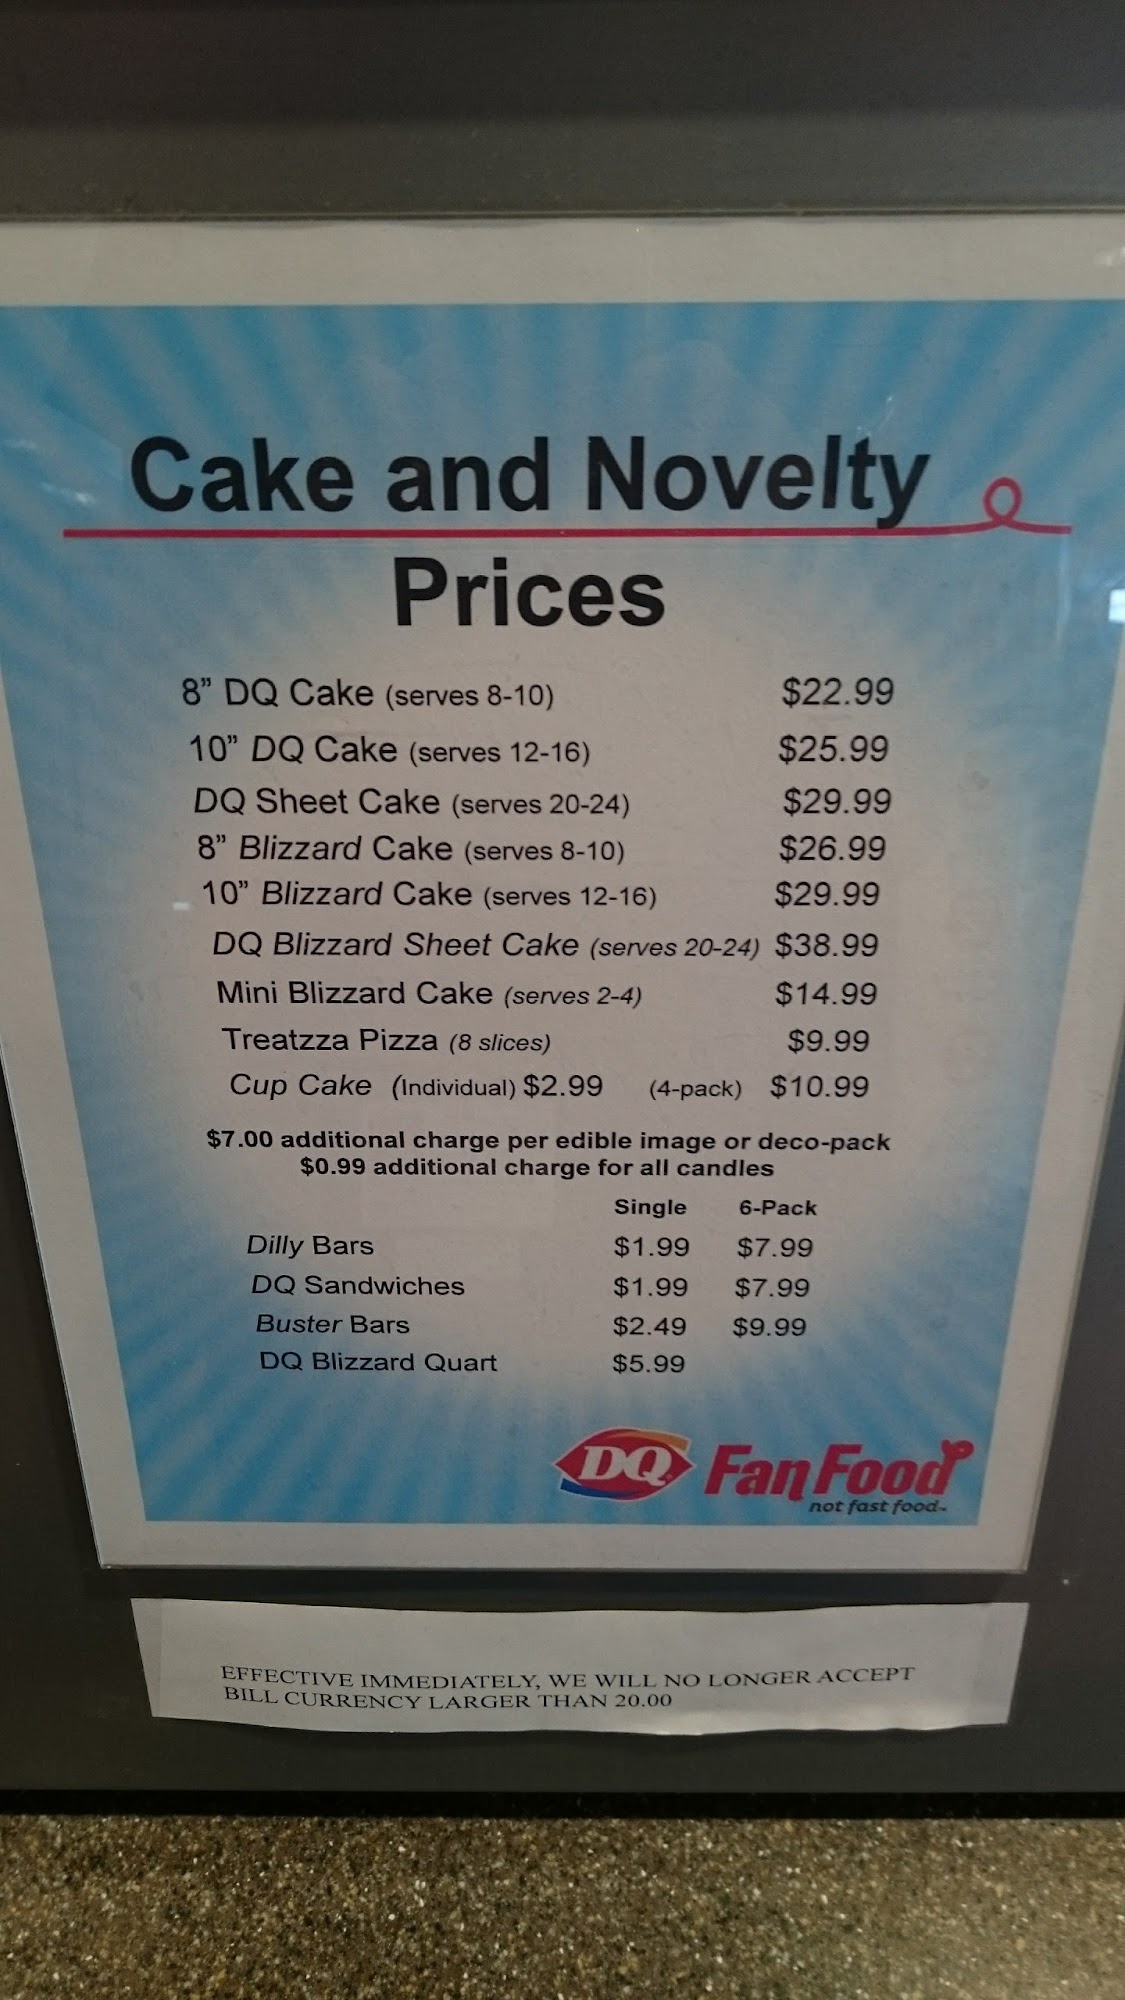 Cake and Novelty
Prices
8” DQ Cake (serves 8-10) $22.99
10” DQ Cake (serves 12-16) $25.99
DQ Sheet Cake (serves 20-24) $29.99
8” Blizzard Cake (serves 8-10) $26.99
10” Blizzard Cake (serves 12-16) $29.99
DQ Blizzard Sheet Cake (serves 20-24) $38.99
Mini Blizzard Cake (serves 2-4) $14.99
Treatzza Pizza (8 slices) $9.99
Cup Cake (Individual) $2.99 (4-pack) $10.99
$7.00 additional charge per edible image or deco-pack
$0.99 additional charge for all candles
Single 6-Pack
Dilly Bars $1.99 $7.99
DQ Sandwiches $1.99 $7.99
Buster Bars $2.49 $9.99
DQ Blizzard Quart $5.99
DQ Fan Food
not fast food™
EFFECTIVE IMMEDIATELY, WE WILL NO LONGER ACCEPT
BILL CURRENCY LARGER THAN 20.00